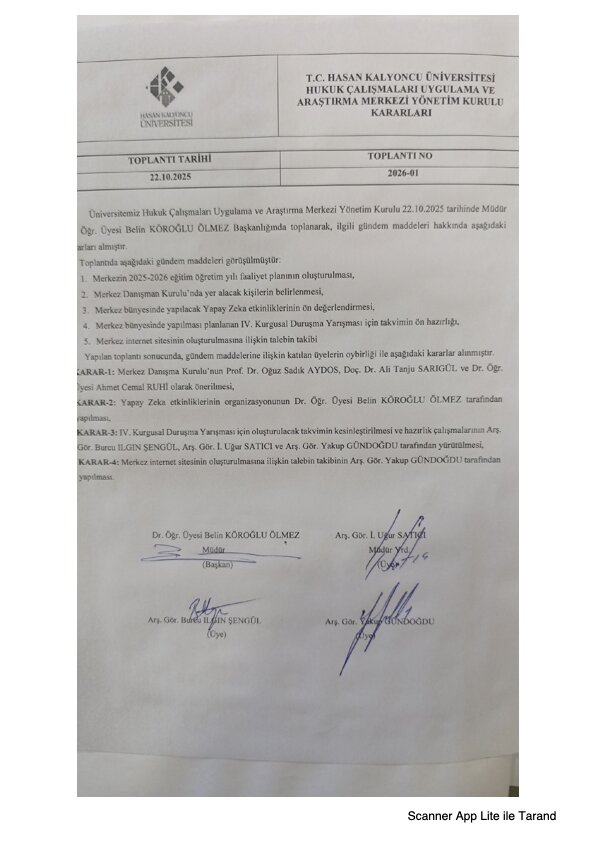 HASAN KALYONCU
ÜNİVERSİTESİ
T.C. HASAN KALYONCU ÜNİVERSİTESİ
HUKUK ÇALIŞMALARI UYGULAMA VE
ARAŞTIRMA MERKEZİ YÖNETİM KURULU
KARARLARI
TOPLANTI TARİHİ
TOPLANTI NO
22.10.2025
2026-01
Üniversitemiz Hukuk Çalışmaları Uygulama ve Araştırma Merkezi Yönetim Kurulu 22.10.2025 tarihinde Müdür
Öğr. Üyesi Belin KÖROĞLU ÖLMEZ Başkanlığında toplanarak, ilgili gündem maddeleri hakkında aşağıdaki
arları almıştır.
Toplantıda aşağıdaki gündem maddeleri görüşülmüştür:
1. Merkezin 2025-2026 eğitim öğretim yılı faaliyet planının oluşturulması,
2. Merkez Danışman Kurulu’nda yer alacak kişilerin belirlenmesi,
3. Merkez bünyesinde yapılacak Yapay Zeka etkinliklerinin ön değerlendirmesi,
4. Merkez bünyesinde yapılması planlanan IV. Kurgusal Duruşma Yarışması için takvimin ön hazırlığı,
5. Merkez internet sitesinin oluşturulmasına ilişkin talebin takibi
Yapılan toplantı sonucunda, gündem maddelerine ilişkin katılan üyelerin oybirliği ile aşağıdaki kararlar alınmıştır.
KARAR-1: Merkez Danışma Kurulu’nun Prof. Dr. Oğuz Sadık AYDOS, Doç. Dr. Ali Tanju SARIGÜL ve Dr. Öğr.
Üyesi Ahmet Cemal RUHİ olarak önerilmesi,
KARAR-2: Yapay Zeka etkinliklerinin organizasyonunun Dr. Öğr. Üyesi Belin KÖROĞLU ÖLMEZ tarafından
yapılması,
KARAR-3: IV. Kurgusal Duruşma Yarışması için oluşturulacak takvimin kesinleştirilmesi ve hazırlık çalışmalarının Arş.
Gör. Burcu ILGIN ŞENGÜL, Arş. Gör. İ. Uğur SATICI ve Arş. Gör. Yakup GÜNDOĞDU tarafından yürütülmesi,
KARAR-4: Merkez internet sitesinin oluşturulmasına ilişkin talebin takibinin Arş. Gör. Yakup GÜNDOĞDU tarafından
yapılması.
Dr. Öğr. Üyesi Belin KÖROĞLU ÖLMEZ
Müdür
(Başkan)
Arş. Gör. İ. Uğur SATICI
Müdür Yrd.
(Üye)
Arş. Gör. Burcu ILGIN ŞENGÜL
(Üye)
Arş. Gör. Yakup GÜNDOĞDU
(Üye)
Scanner App Lite ile Tarand